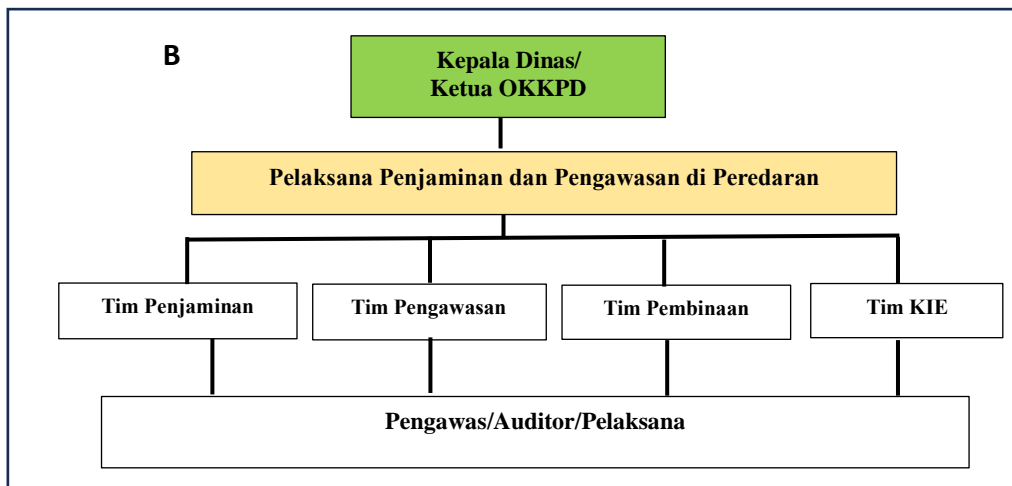 B
Kepala Dinas/
Ketua OKKPD
Pelaksana Penjaminan dan Pengawasan di Peredaran
Tim Penjaminan
Tim Pengawasan
Tim Pembinaan
Tim KIE
Pengawas/Auditor/Pelaksana